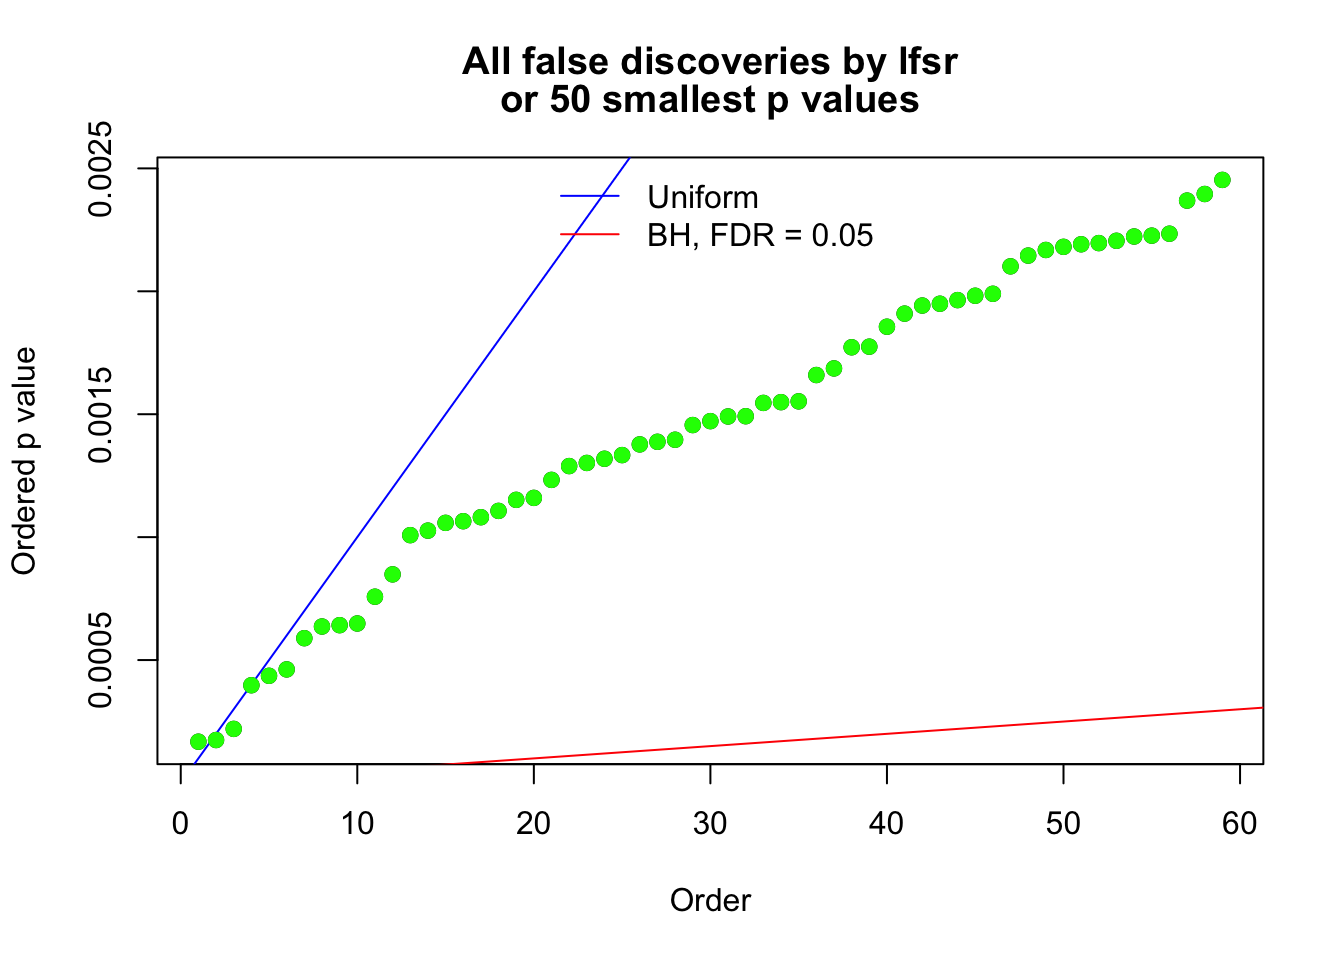 All false discoveries by lfsr
or 50 smallest p values
Uniform
BH, FDR = 0.05
Ordered p value
0.0025
0.0015
0.0005
0 10 20 30 40 50 60
Order